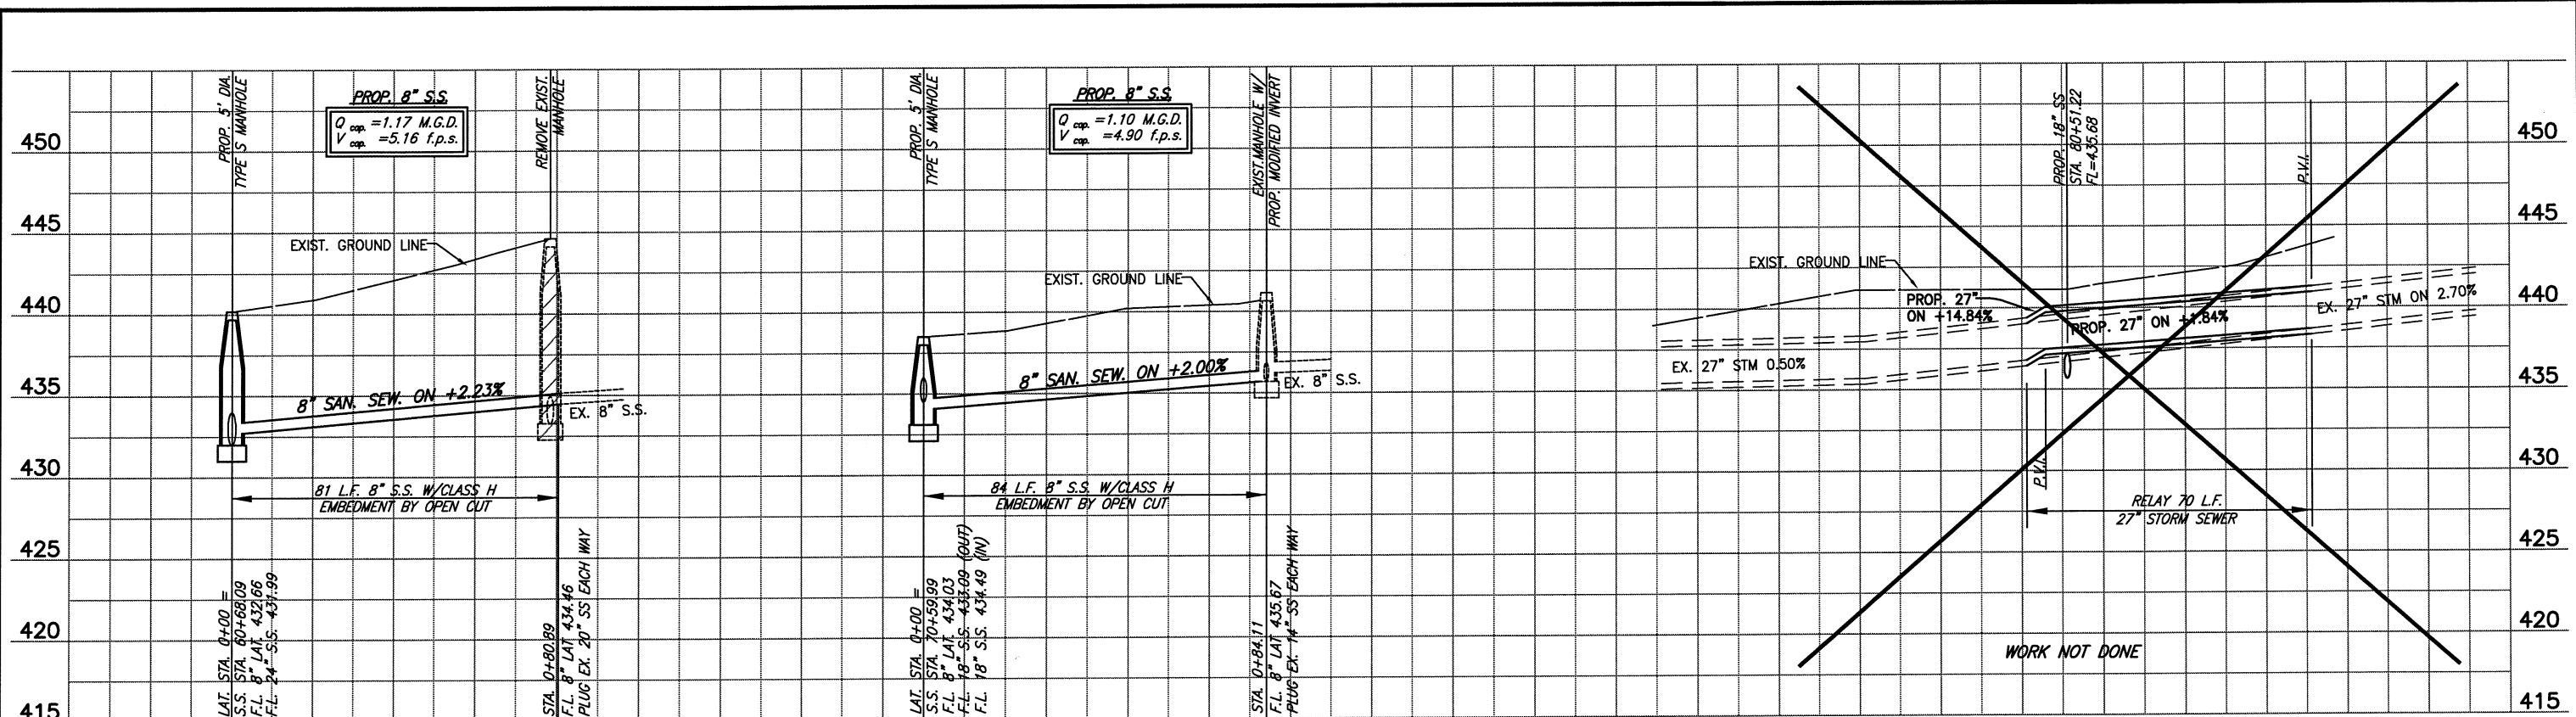 450
445
440
435
430
425
420
415
PROP. 5' DIA.
TYPE S MANHOLE
PROP. 8" S.S.
Q cap. =1.17 M.G.D.
V cap. =5.16 f.p.s.
REMOVE EXIST.
MANHOLE
EXIST. GROUND LINE
8" SAN. SEW. ON +2.23%
EX. 8" S.S.
81 L.F. 8" S.S. W/CLASS H
EMBEDMENT BY OPEN CUT
LAT. STA. 0+00 =
S.S. STA. 60+68.09
F.L. 8" LAT. 432.66
F.L. 24" S.S. 431.99
STA. 0+80.89
F.L. 8" LAT 434.46
PLUG EX. 20" SS EACH WAY
PROP. 5' DIA.
TYPE S MANHOLE
PROP. 8" S.S.
Q cap. =1.10 M.G.D.
V cap. =4.90 f.p.s.
EXIST.MANHOLE W/
PROP. MODIFIED INVERT
EXIST. GROUND LINE
8" SAN. SEW. ON +2.00%
EX. 8" S.S.
84 L.F. 8" S.S. W/CLASS H
EMBEDMENT BY OPEN CUT
LAT. STA. 0+00 =
S.S. STA. 70+59.99
F.L. 8" LAT. 434.03
F.L. 18" S.S. 433.09 (OUT)
F.L. 18" S.S. 434.49 (IN)
STA. 0+84.11
F.L. 8" LAT 435.67
PLUG EX. 14" SS EACH WAY
PROP. 18" SS
STA. 80+51.22
FL=435.68
P.V.I.
EXIST. GROUND LINE
PROP. 27"
ON +14.84%
PROP. 27" ON +1.84%
EX. 27" STM ON 2.70%
EX. 27" STM 0.50%
P.V.I.
RELAY 70 L.F.
27" STORM SEWER
WORK NOT DONE
450
445
440
435
430
425
420
415